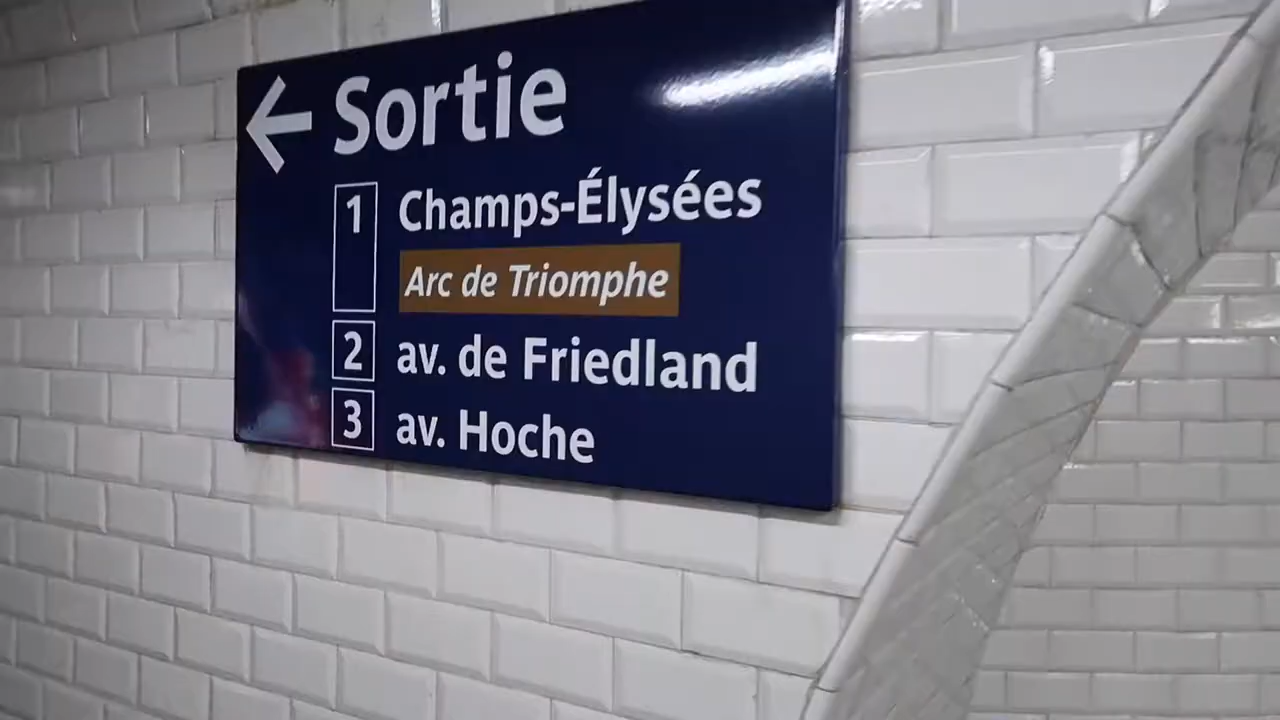 ← Sortie
1 Champs-Élysées
Arc de Triomphe
2 av. de Friedland
3 av. Hoche